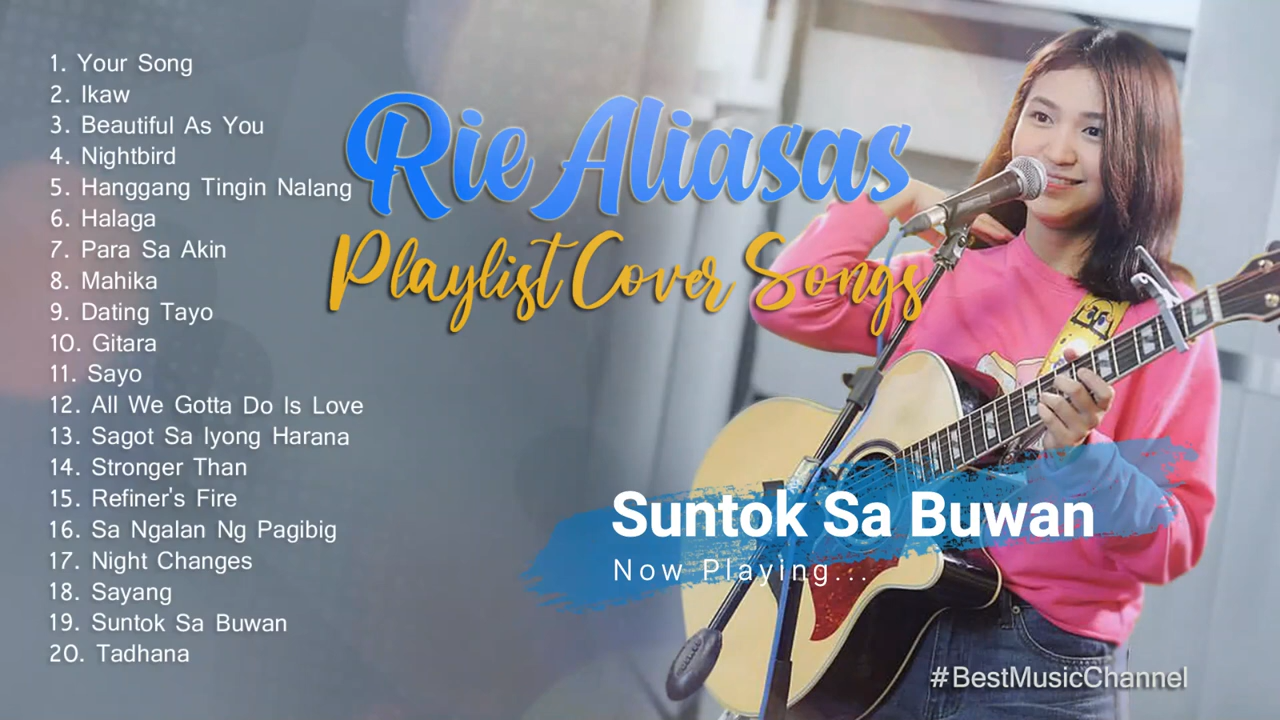 1. Your Song
2. Ikaw
3. Beautiful As You
4. Nightbird
5. Hanggang Tingin Nalang
6. Halaga
7. Para Sa Akin
8. Mahika
9. Dating Tayo
10. Gitara
11. Sayo
12. All We Gotta Do Is Love
13. Sagot Sa Iyong Harana
14. Stronger Than
15. Refiner's Fire
16. Sa Ngalan Ng Pagibig
17. Night Changes
18. Sayang
19. Suntok Sa Buwan
20. Tadhana
Rie Aliasas
Playlist Cover Songs
Suntok Sa Buwan
Now Playing...
#BestMusicChannel